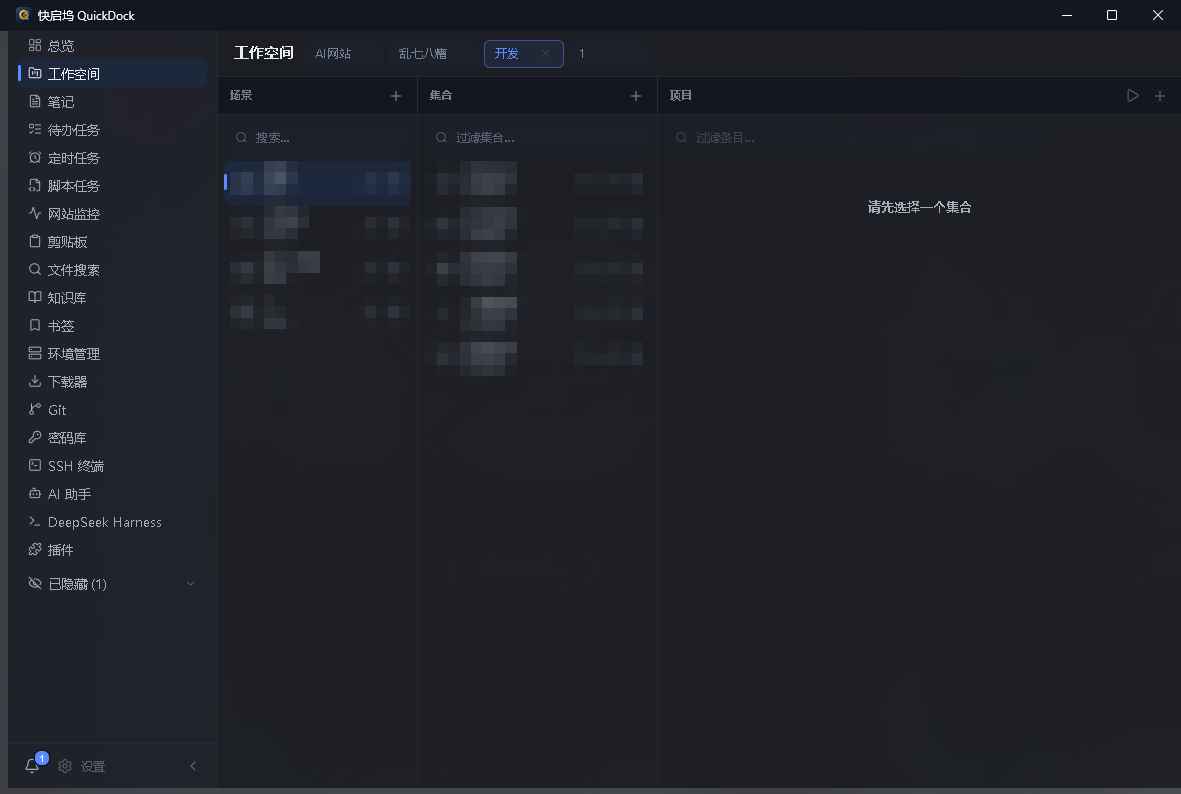 快启坞 QuickDock
总览
工作空间
笔记
待办任务
定时任务
脚本任务
网站监控
剪贴板
文件搜索
知识库
书签
环境管理
下载器
Git
密码库
SSH 终端
AI 助手
DeepSeek Harness
插件
已隐藏 (1)
1
设置
工作空间 AI网站 乱七八糟 开发 1
场景
搜索...
集合
过滤集合...
项目
过滤条目...
请先选择一个集合